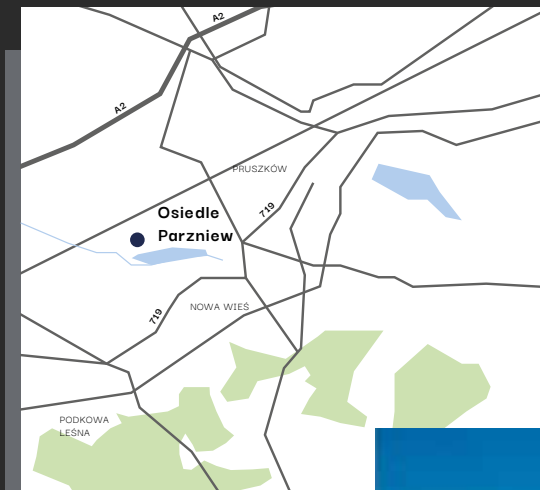 A2
A2
PRUSZKÓW
719
Osiedle
Parzniew
719
NOWA WIEŚ
PODKOWA
LEŚNA